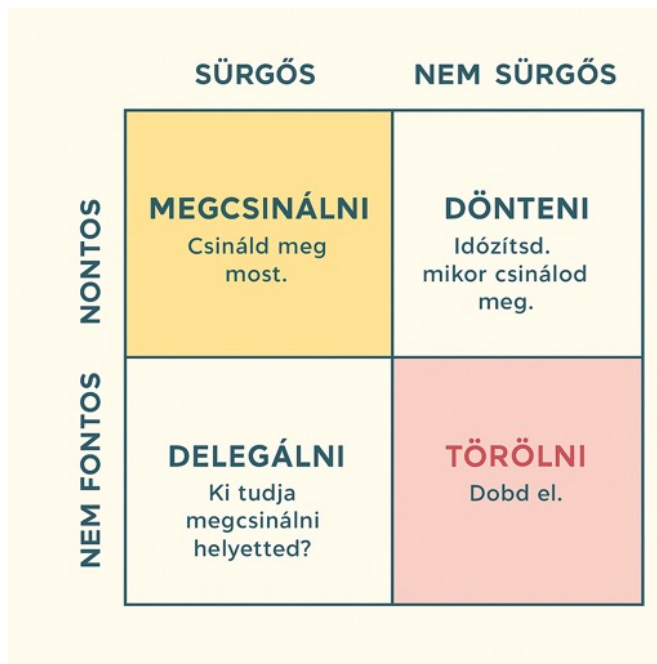 SÜRGŐS
NEM SÜRGŐS
NONTOS
MEGCSINÁLNI
Csináld meg
most.
DÖNTENI
Idózítsd.
mikor csinálod
meg.
NEM FONTOS
DELEGÁLNI
Ki tudja
megcsinálni
helyetted?
TÖRÖLNI
Dobd el.